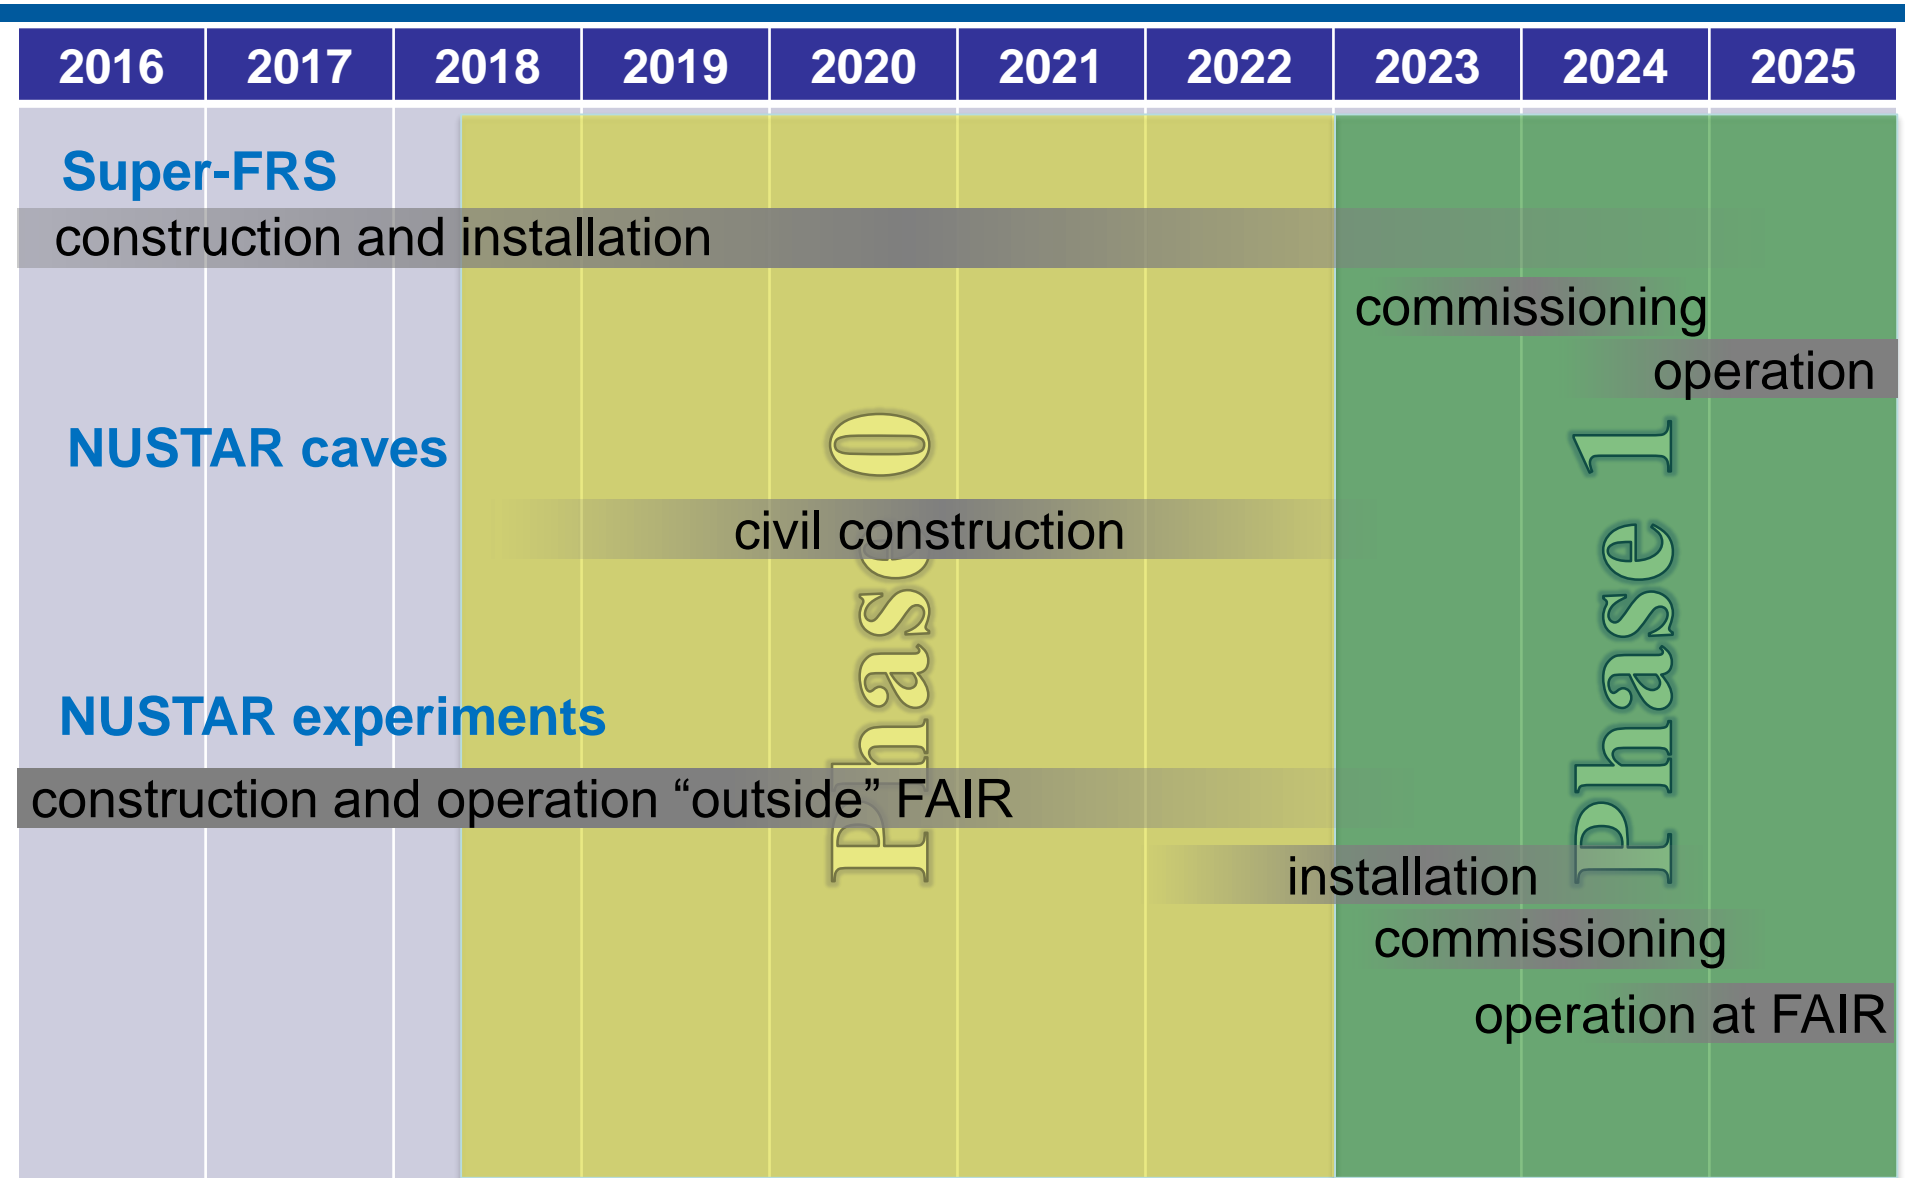 2016 2017 2018 2019 2020 2021 2022 2023 2024 2025
Super-FRS
construction and installation
commissioning
operation
NUSTAR caves
civil construction
Phase 0
Phase 1
NUSTAR experiments
construction and operation “outside” FAIR
installation
commissioning
operation at FAIR